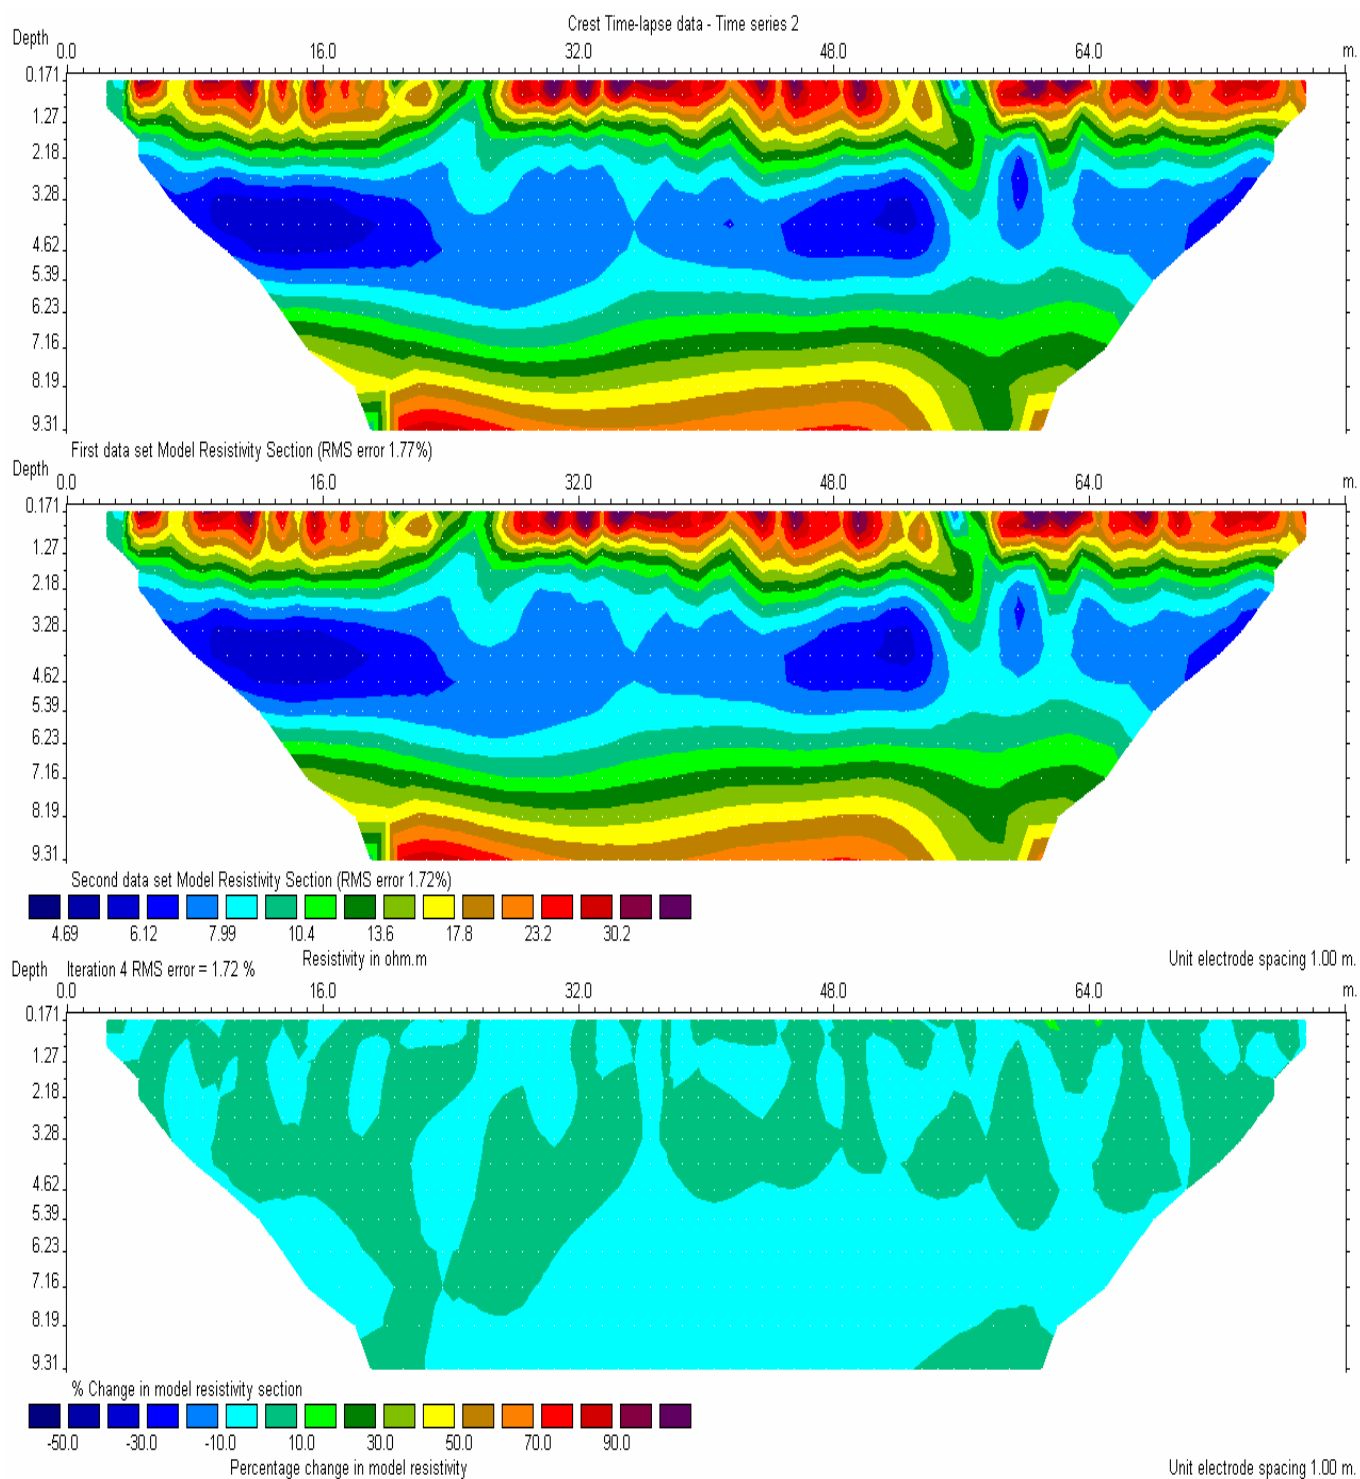 Crest Time-lapse data - Time series 2
Depth 0.0 16.0 32.0 48.0 64.0 m.
0.171
1.27
2.18
3.28
4.62
5.39
6.23
7.16
8.19
9.31
First data set Model Resistivity Section (RMS error 1.77%)
Depth 0.0 16.0 32.0 48.0 64.0 m.
0.171
1.27
2.18
3.28
4.62
5.39
6.23
7.16
8.19
9.31
Second data set Model Resistivity Section (RMS error 1.72%)
4.69 6.12 7.99 10.4 13.6 17.8 23.2 30.2
Resistivity in ohm.m Unit electrode spacing 1.00 m.
Depth Iteration 4 RMS error = 1.72 %
0.0 16.0 32.0 48.0 64.0 m.
0.171
1.27
2.18
3.28
4.62
5.39
6.23
7.16
8.19
9.31
% Change in model resistivity section
-50.0 -30.0 -10.0 10.0 30.0 50.0 70.0 90.0
Percentage change in model resistivity Unit electrode spacing 1.00 m.